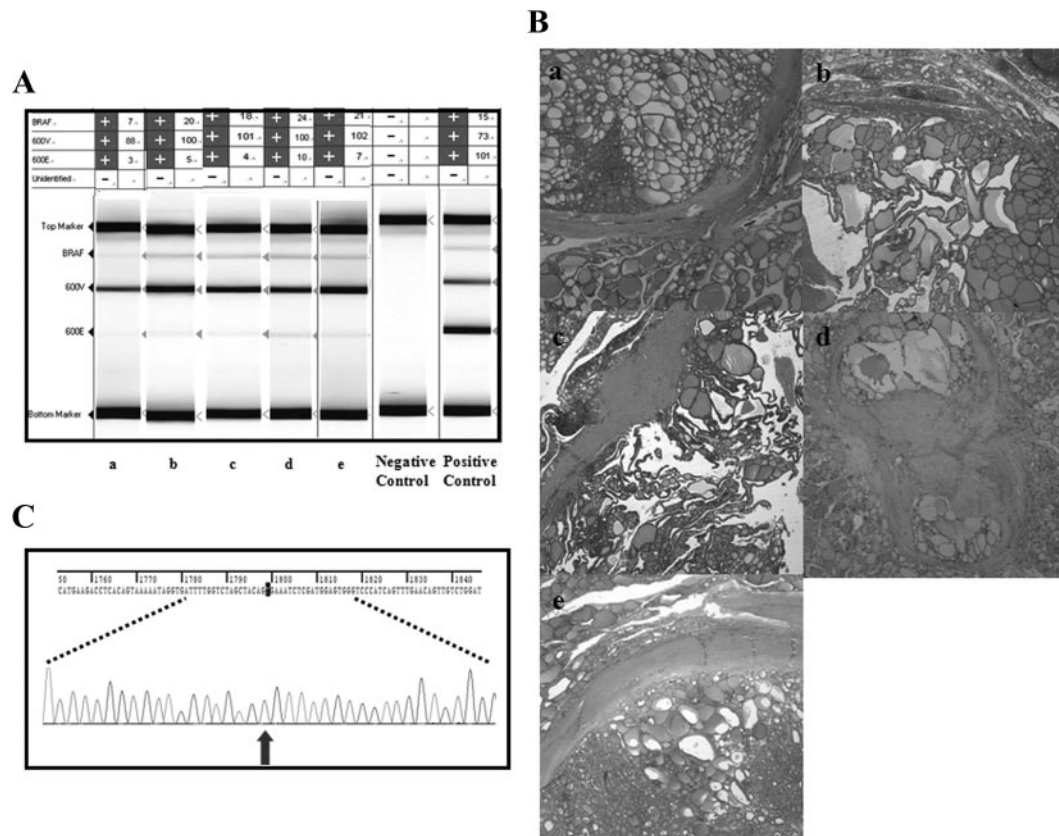 A
BRAF 
+ 7 + 20 + 18 + 24 + 21 - + 15
600V
+ 88 + 100 + 101 + 100 + 102 - + 73
600E
+ 3 + 5 + 4 + 10 + 7 - + 101
Unidentified
- - - - - - -
Top Marker
BRAF
600V
600E
Bottom Marker
a b c d e Negative Control Positive Control
B
a
b
c
d
e
C
50 1760 1770 1780 1790 1800 1810 1820 1830 1840